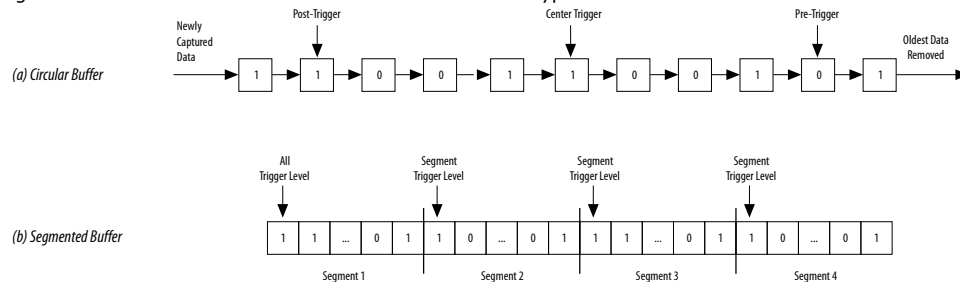 Post-Trigger Center Trigger Pre-Trigger
Newly
Captured
Data
Oldest Data
Removed
(a) Circular Buffer
1 1 0 0 1 1 0 0 1 0 1
All
Trigger Level
Segment
Trigger Level
Segment
Trigger Level
Segment
Trigger Level
(b) Segmented Buffer
1 1 ... 0 1 1 0 ... 0 1 1 1 ... 0 1 1 0 ... 0 1
Segment 1 Segment 2 Segment 3 Segment 4